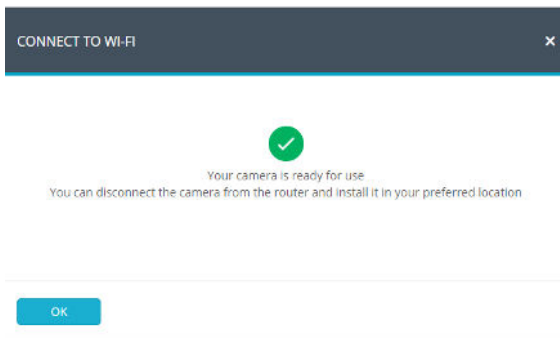 CONNECT TO WI-FI
Your camera is ready for use
You can disconnect the camera from the router and install it in your preferred location
OK